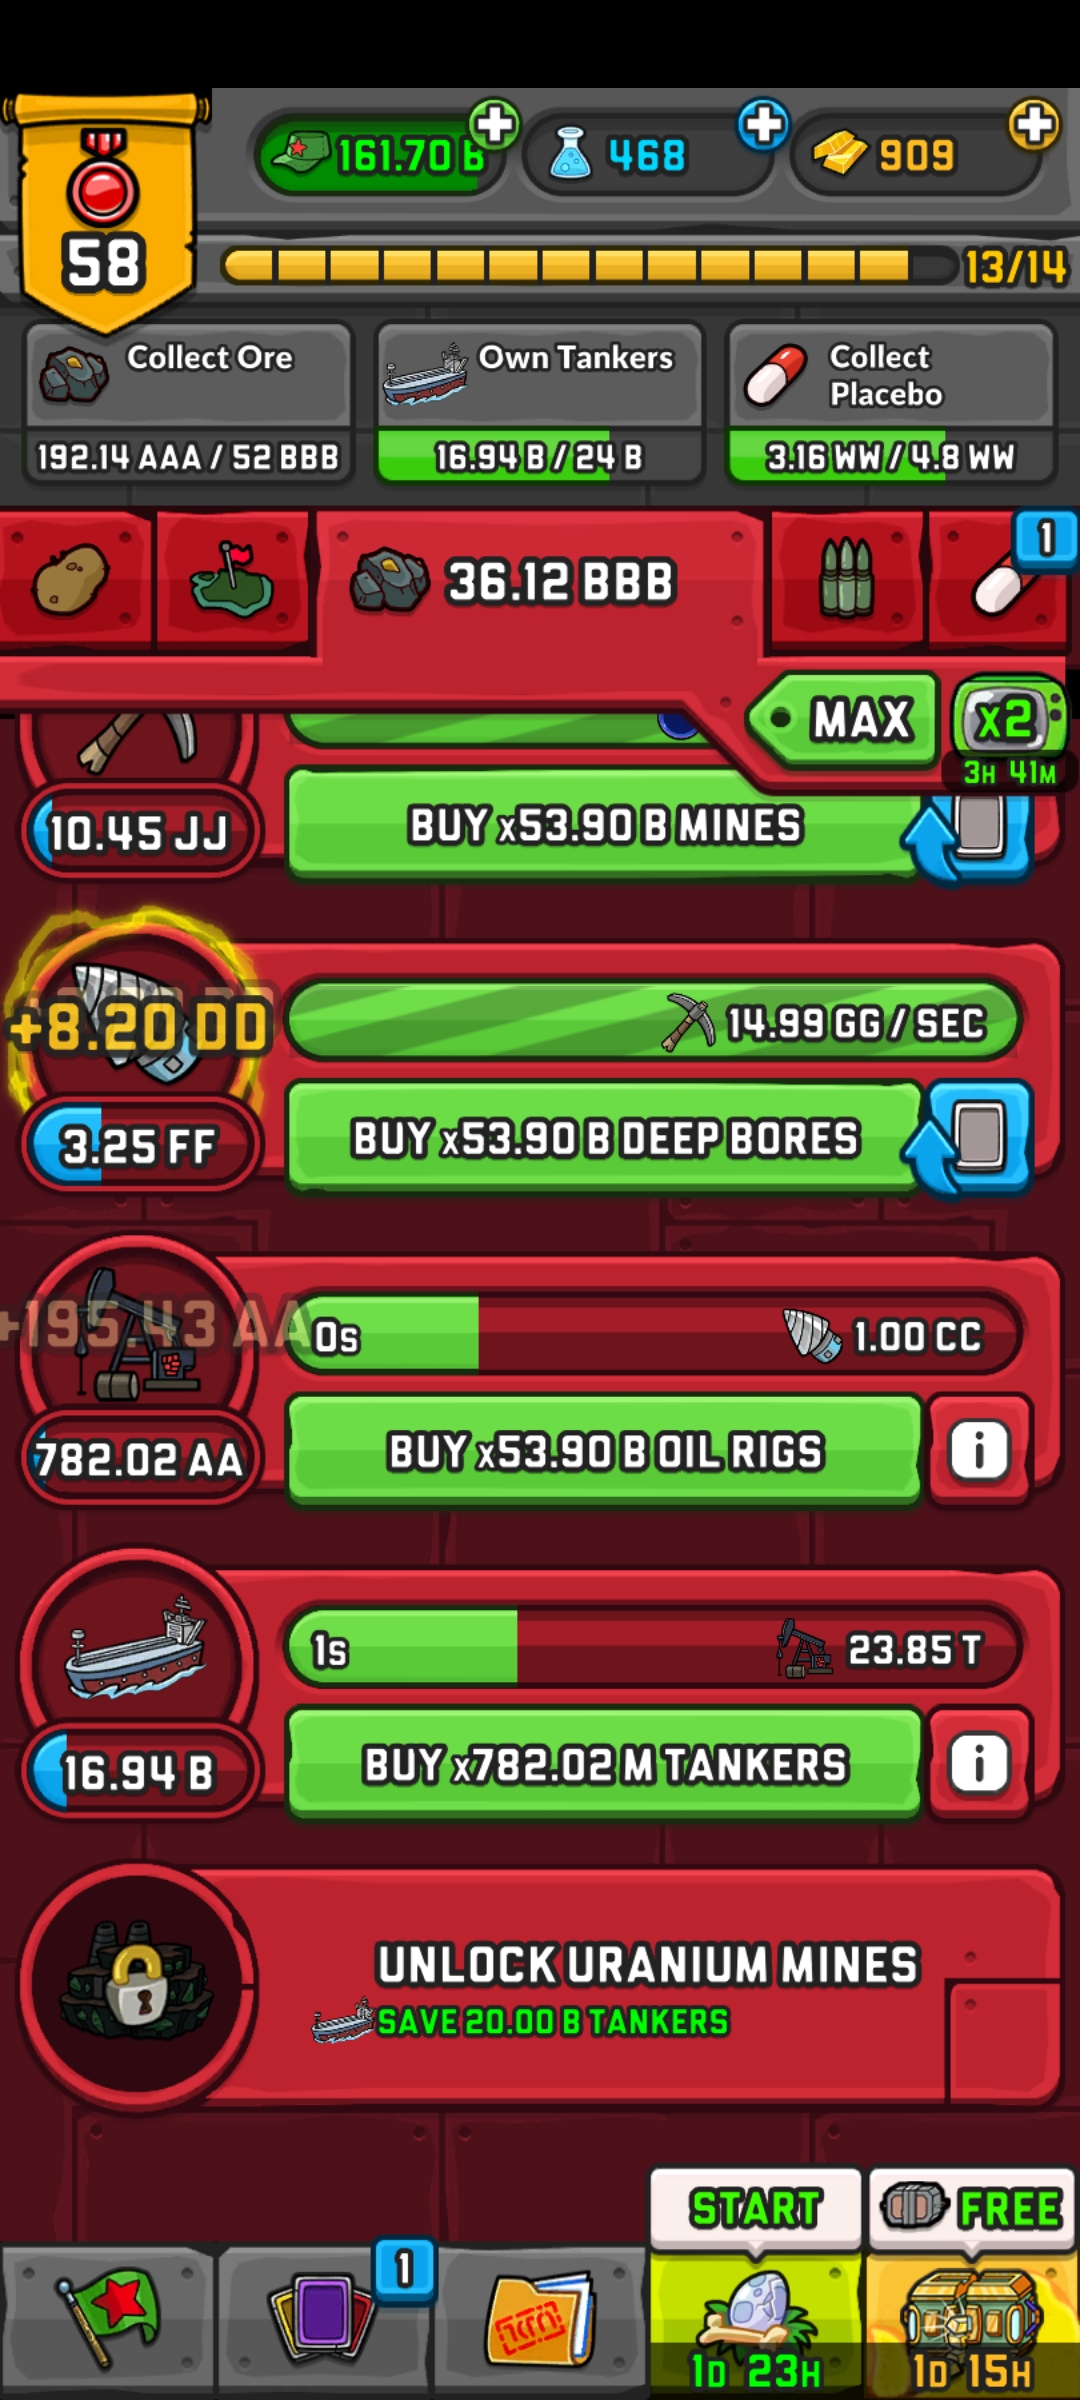 161.70 B
468
909
58
13/14
Collect Ore
192.14 AAA / 52 BBB
Own Tankers
16.94 B / 24 B
Collect
Placebo
3.16 WW / 4.8 WW
36.12 BBB
1
MAX
x2
3H 41M
10.45 JJ
BUY x53.90 B MINES
+8.20 DD
14.99 GG / SEC
3.25 FF
BUY x53.90 B DEEP BORES
+195.43 AA
0s
1.00 CC
782.02 AA
BUY x53.90 B OIL RIGS
i
1s
23.85 T
16.94 B
BUY x782.02 M TANKERS
i
UNLOCK URANIUM MINES
SAVE 20.00 B TANKERS
START
FREE
1
1D 23H
1D 15H